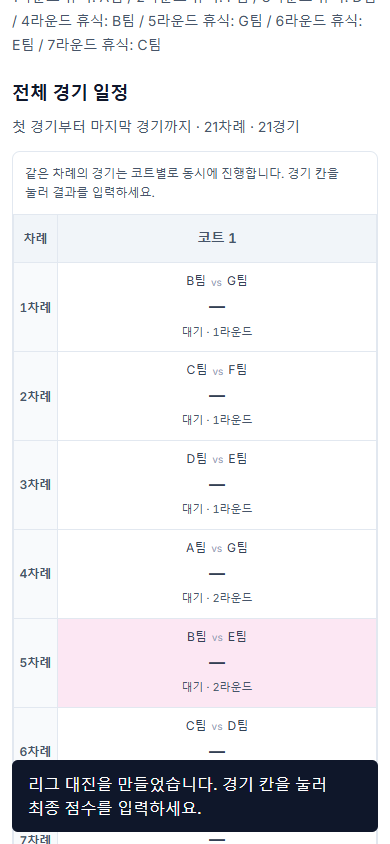 / 4라운드 휴식: B팀 / 5라운드 휴식: G팀 / 6라운드 휴식:
E팀 / 7라운드 휴식: C팀
전체 경기 일정
첫 경기부터 마지막 경기까지 · 21차례 · 21경기
같은 차례의 경기는 코트별로 동시에 진행합니다. 경기 칸을
눌러 결과를 입력하세요.
차례 코트 1
B팀 vs G팀
1차례 —
대기 · 1라운드
C팀 vs F팀
2차례 —
대기 · 1라운드
D팀 vs E팀
3차례 —
대기 · 1라운드
A팀 vs G팀
4차례 —
대기 · 2라운드
B팀 vs E팀
5차례 —
대기 · 2라운드
C팀 vs D팀
6차례 —
리그 대진을 만들었습니다. 경기 칸을 눌러
최종 점수를 입력하세요.
7차례 —